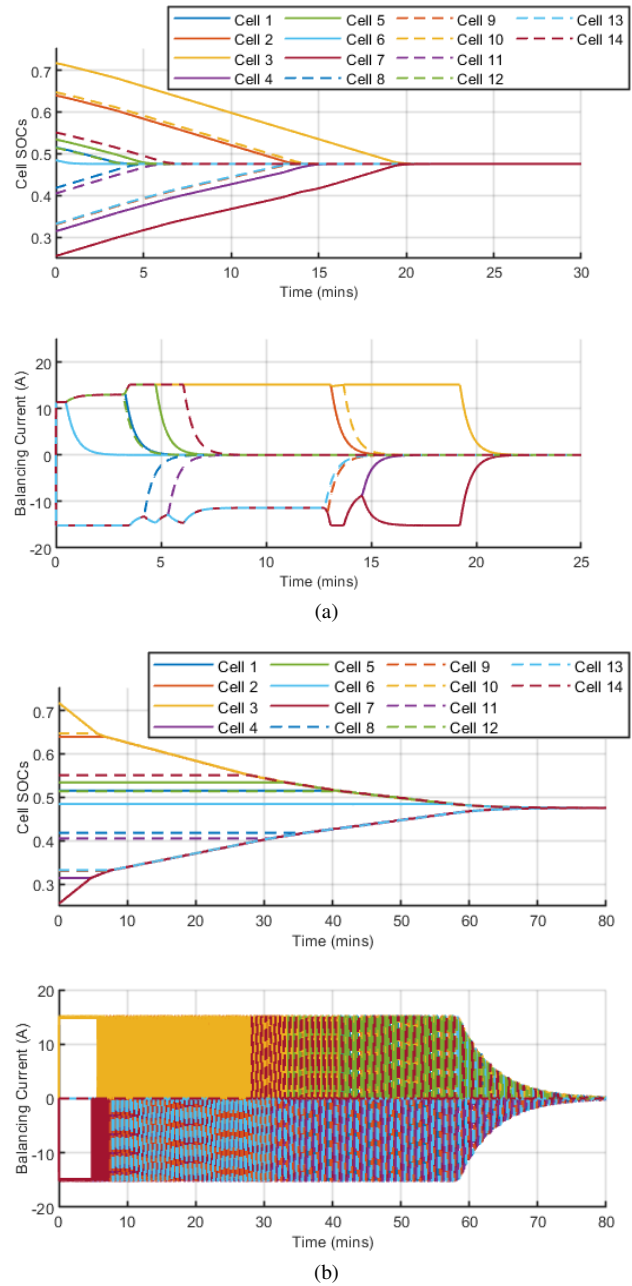 Cell 1 Cell 5 Cell 9 Cell 13
Cell 2 Cell 6 Cell 10 Cell 14
Cell 3 Cell 7 Cell 11
Cell 4 Cell 8 Cell 12
Cell SOCs
0.7
0.6
0.5
0.4
0.3
0 5 10 15 20 25 30
Time (mins)
Balancing Current (A)
20
10
0
-10
-20
0 5 10 15 20 25
Time (mins)
(a)
Cell 1 Cell 5 Cell 9 Cell 13
Cell 2 Cell 6 Cell 10 Cell 14
Cell 3 Cell 7 Cell 11
Cell 4 Cell 8 Cell 12
Cell SOCs
0.7
0.6
0.5
0.4
0.3
0 10 20 30 40 50 60 70 80
Time (mins)
Balancing Current (A)
20
10
0
-10
-20
0 10 20 30 40 50 60 70 80
Time (mins)
(b)